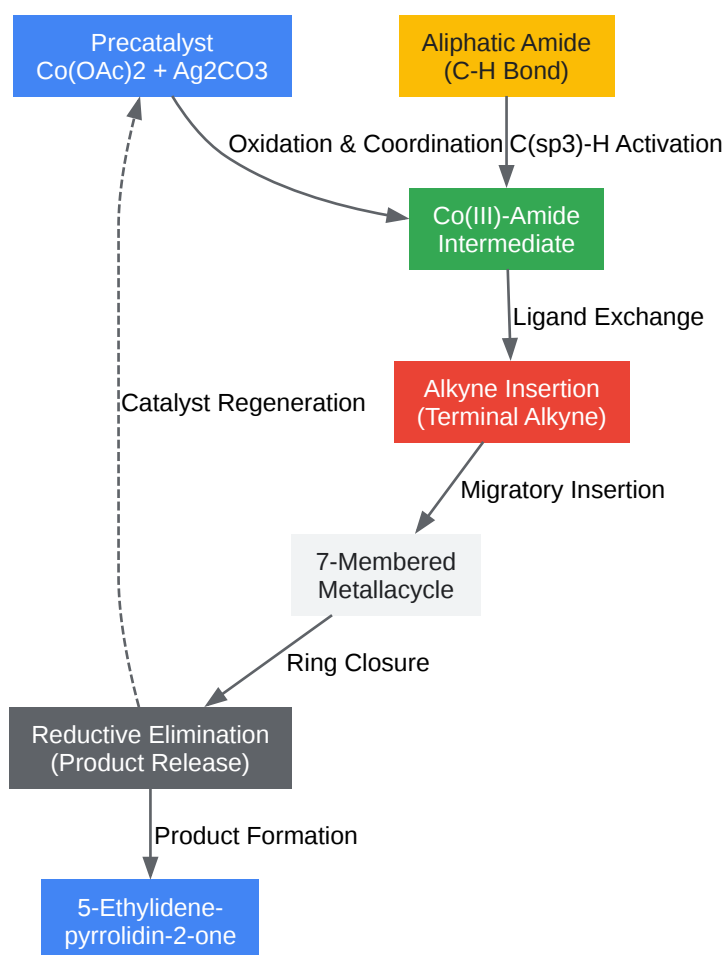 Precatalyst
Co(OAc)2 + Ag2CO3
Aliphatic Amide
(C-H Bond)
Oxidation & Coordination
C(sp3)-H Activation
Co(III)-Amide
Intermediate
Ligand Exchange
Alkyne Insertion
(Terminal Alkyne)
Catalyst Regeneration
Migratory Insertion
7-Membered
Metallacycle
Ring Closure
Reductive Elimination
(Product Release)
Product Formation
5-Ethylidene-
pyrrolidin-2-one